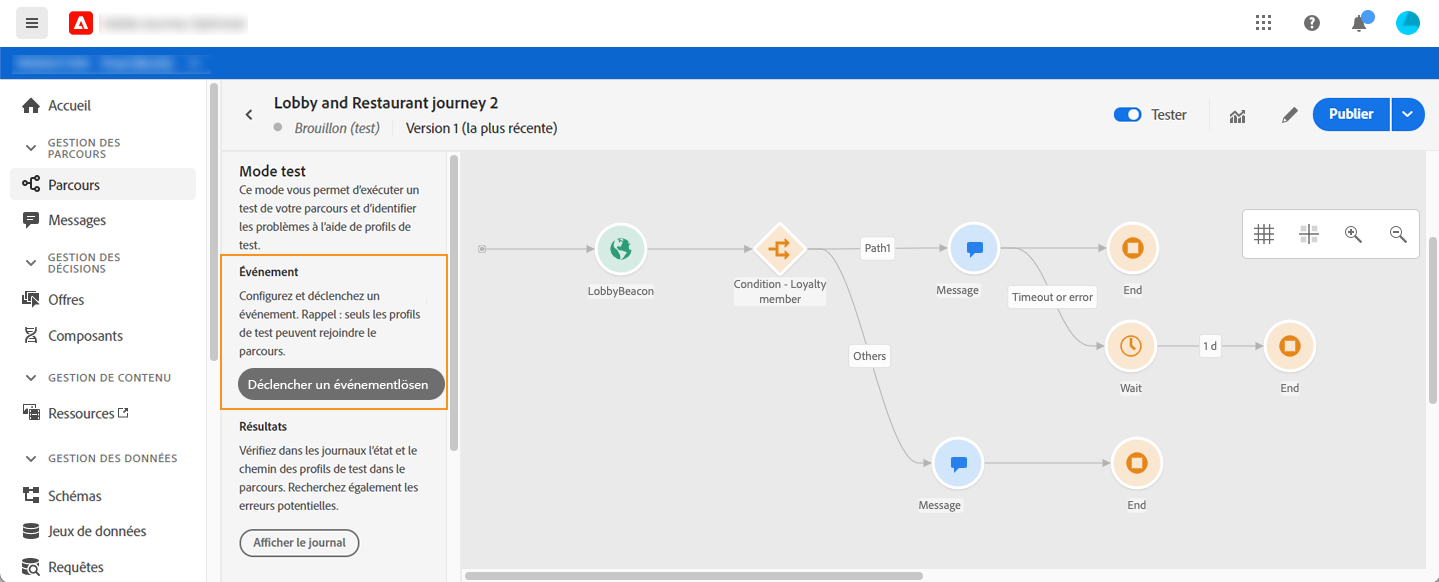 Accueil
GESTION DES
PARCOURS
Parcours
Messages
GESTION DES
DÉCISIONS
Offres
Composants
GESTION DE CONTENU
Ressources
GESTION DES DONNÉES
Schémas
Jeux de données
Requêtes
Lobby and Restaurant journey 2
Brouillon (test)
Version 1 (la plus récente)
Tester
Publier
Mode test
Ce mode vous permet d'exécuter un
test de votre parcours et d'identifier
les problèmes à l'aide de profils de
test.
Événement
Configurez et déclenchez un
événement. Rappel : seuls les profils
de test peuvent rejoindre le
parcours.
Déclencher un événementlösen
Résultats
Vérifiez dans les journaux l'état et le
chemin des profils de test dans le
parcours. Recherchez également les
erreurs potentielles.
Afficher le journal
LobbyBeacon
Condition - Loyalty
member
Path1
Message
End
Timeout or error
Others
Wait
1 d
End
Message
End